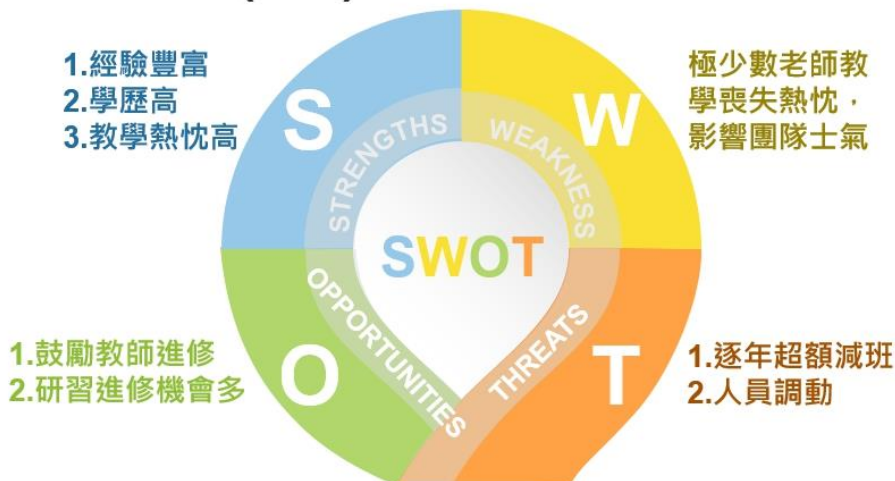 1.經驗豐富
2.學歷高
3.教學熱忱高
S
STRENGTHS
W
WEAKNESS
極少數老師教
學喪失熱忱，
影響團隊士氣
SWOT
1.鼓勵教師進修
2.研習進修機會多
O
OPPORTUNITIES
T
THREATS
1.逐年超額減班
2.人員調動